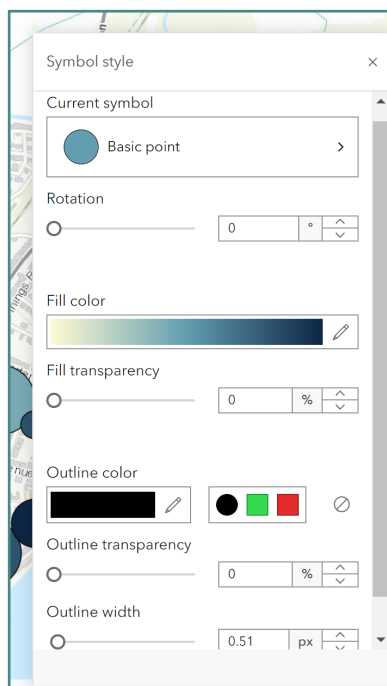 Symbol style
Current symbol
Basic point
Rotation
0 °
Fill color
Fill transparency
0 %
Outline color
Outline transparency
0 %
Outline width
0.51 px